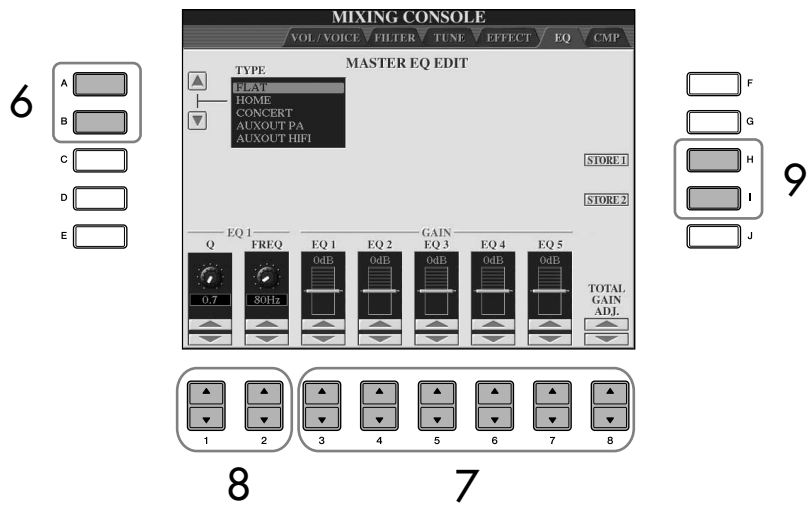 MIXING CONSOLE
VOL / VOICE FILTER TUNE EFFECT EQ CMP
MASTER EQ EDIT
TYPE
FLAT
HOME
CONCERT
AUXOUT PA
AUXOUT HIFI
6
A
B
C
D
E
F
G
H
I
J
9
STORE 1
STORE 2
EQ 1
GAIN
Q FREQ EQ 1 EQ 2 EQ 3 EQ 4 EQ 5
0dB 0dB 0dB 0dB 0dB
0.7 80Hz
TOTAL
GAIN
ADJ.
1 2 3 4 5 6 7 8
8 7